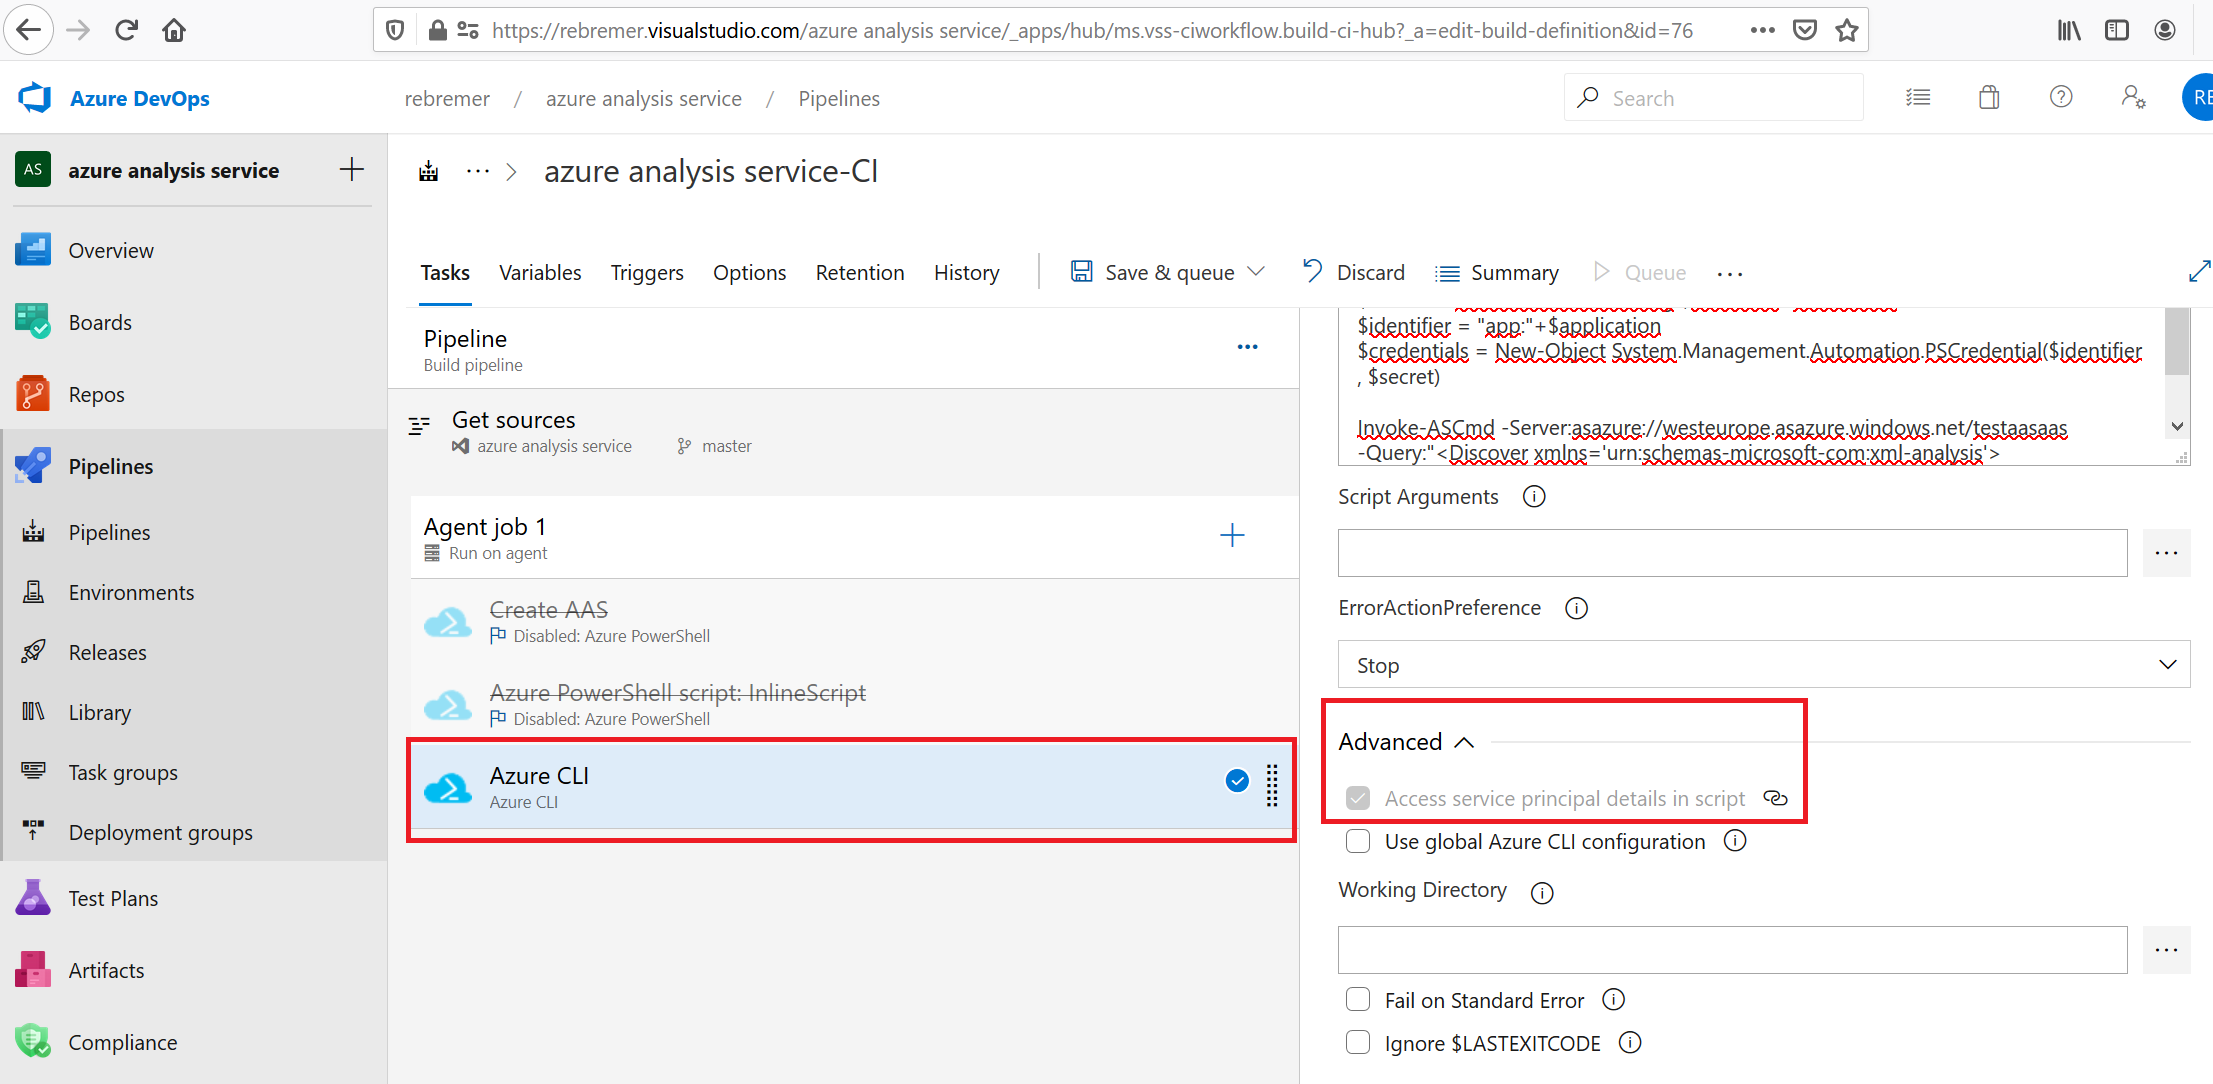 https://rebremer.visualstudio.com/azure analysis service/_apps/hub/ms.vss-ciworkflow.build-ci-hub?_a=edit-build-definition&id=76
Azure DevOps
rebremer / azure analysis service / Pipelines
Search
RE
AS azure analysis service
Overview
Boards
Repos
Pipelines
Pipelines
Environments
Releases
Library
Task groups
Deployment groups
Test Plans
Artifacts
Compliance
azure analysis service-CI
Tasks Variables Triggers Options Retention History Save & queue Discard Summary Queue
Pipeline
Build pipeline
Get sources
azure analysis service master
Agent job 1
Run on agent
Create AAS
Disabled: Azure PowerShell
Azure PowerShell script: InlineScript
Disabled: Azure PowerShell
Azure CLI
Azure CLI
$identifier = "app:"+$application
$credentials = New-Object System.Management.Automation.PSCredential($identifier
, $secret)
Invoke-ASCmd -Server:asazure://westeurope.asazure.windows.net/testaasaas
-Query:"<Discover xmlns='urn:schemas-microsoft-com:xml-analysis'>
Script Arguments
ErrorActionPreference
Stop
Advanced
Access service principal details in script
Use global Azure CLI configuration
Working Directory
Fail on Standard Error
Ignore $LASTEXITCODE